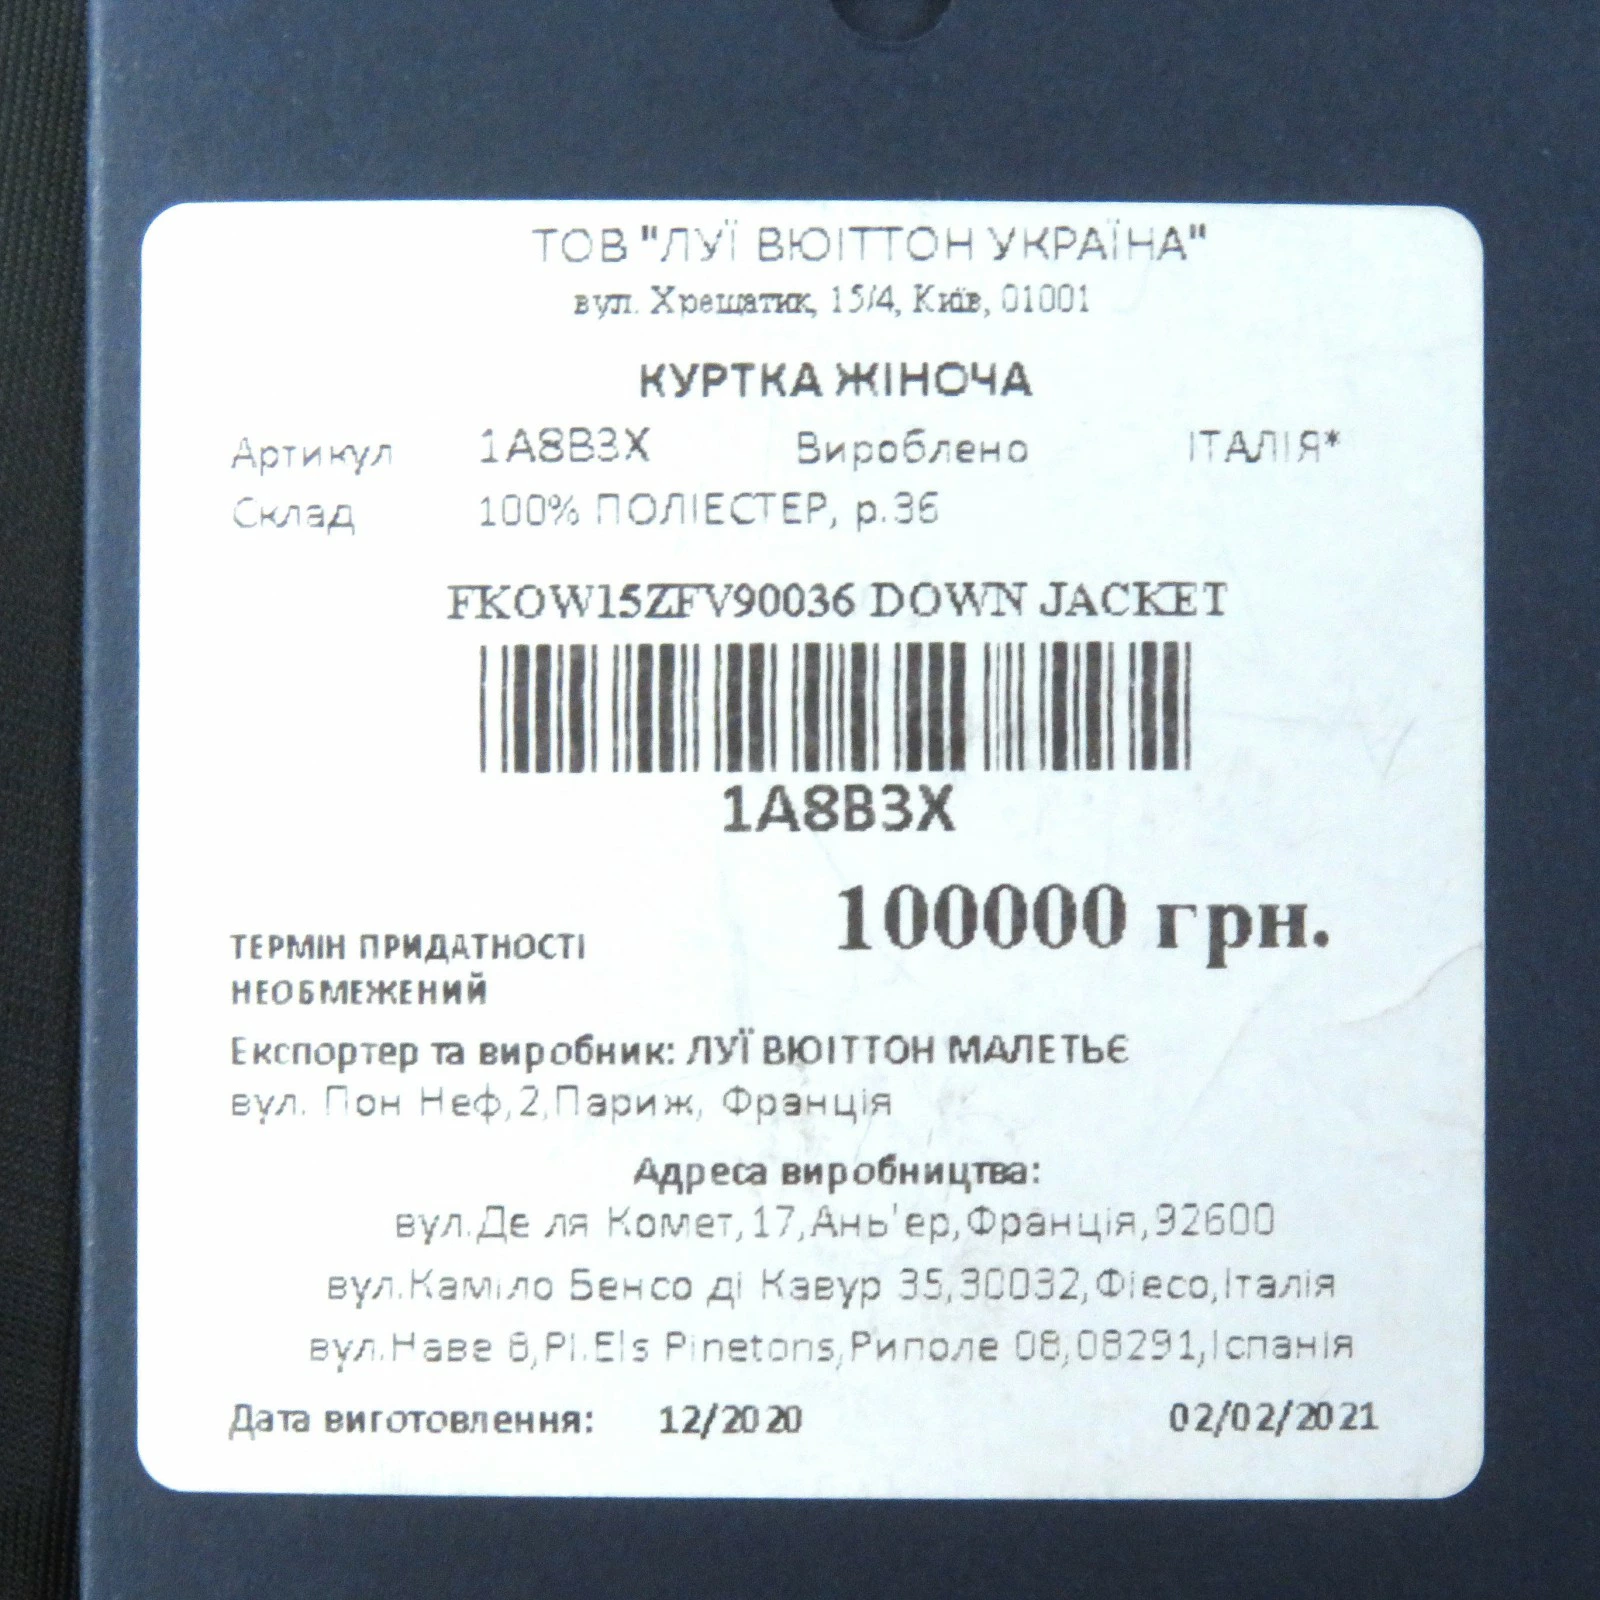 ТОВ "ЛУЇ ВЮІТТОН УКРАЇНА"
вул. Хрещатик, 15/4, Київ, 01001
КУРТКА ЖІНОЧА
Артикул 1A8B3X Вироблено ІТАЛІЯ*
Склад 100% ПОЛІЕСТЕР, р.36
FKOW15ZFV90036 DOWN JACKET
1A8B3X
100000 грн.
ТЕРМІН ПРИДАТНОСТІ
НЕОБМЕЖЕНИЙ
Експортер та виробник: ЛУЇ ВЮІТТОН МАЛЕТЬЄ
вул. Пон Неф,2,Париж, Франція
Адреса виробництва:
вул.Де ля Комет,17,Ань'ер,Франція,92600
вул.Каміло Бенсо ді Кавур 35,30032,Фієсо,Італія
вул.Наве 8,Pl.Els Pinetons,Риполе 08,08291,Іспанія
Дата виготовлення: 12/2020 02/02/2021